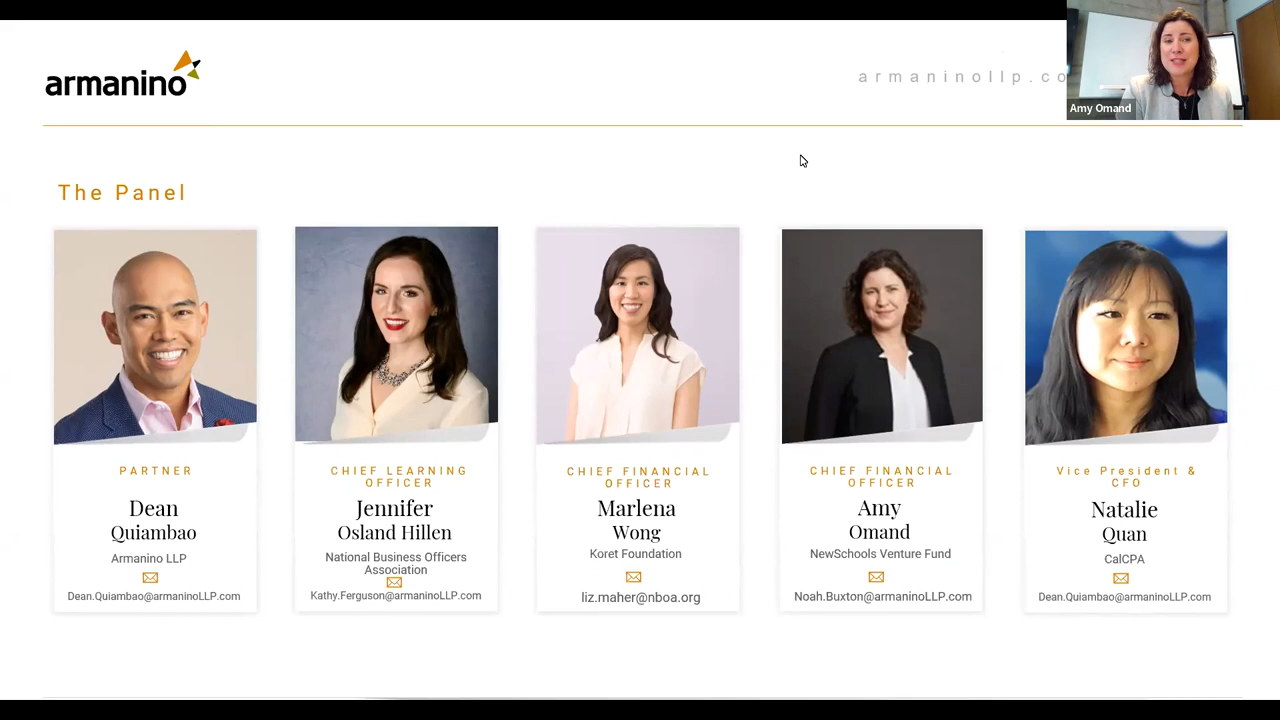 armanino
armaninollp.co
Amy Omand
The Panel
PARTNER
Dean
Quiambao
Armanino LLP
Dean.Quiambao@armaninoLLP.com
CHIEF LEARNING
OFFICER
Jennifer
Osland Hillen
National Business Officers
Association
Kathy.Ferguson@armaninoLLP.com
CHIEF FINANCIAL
OFFICER
Marlena
Wong
Koret Foundation
liz.maher@nboa.org
CHIEF FINANCIAL
OFFICER
Amy
Omand
NewSchools Venture Fund
Noah.Buxton@armaninoLLP.com
Vice President &
CFO
Natalie
Quan
CalCPA
Dean.Quiambao@armaninoLLP.com